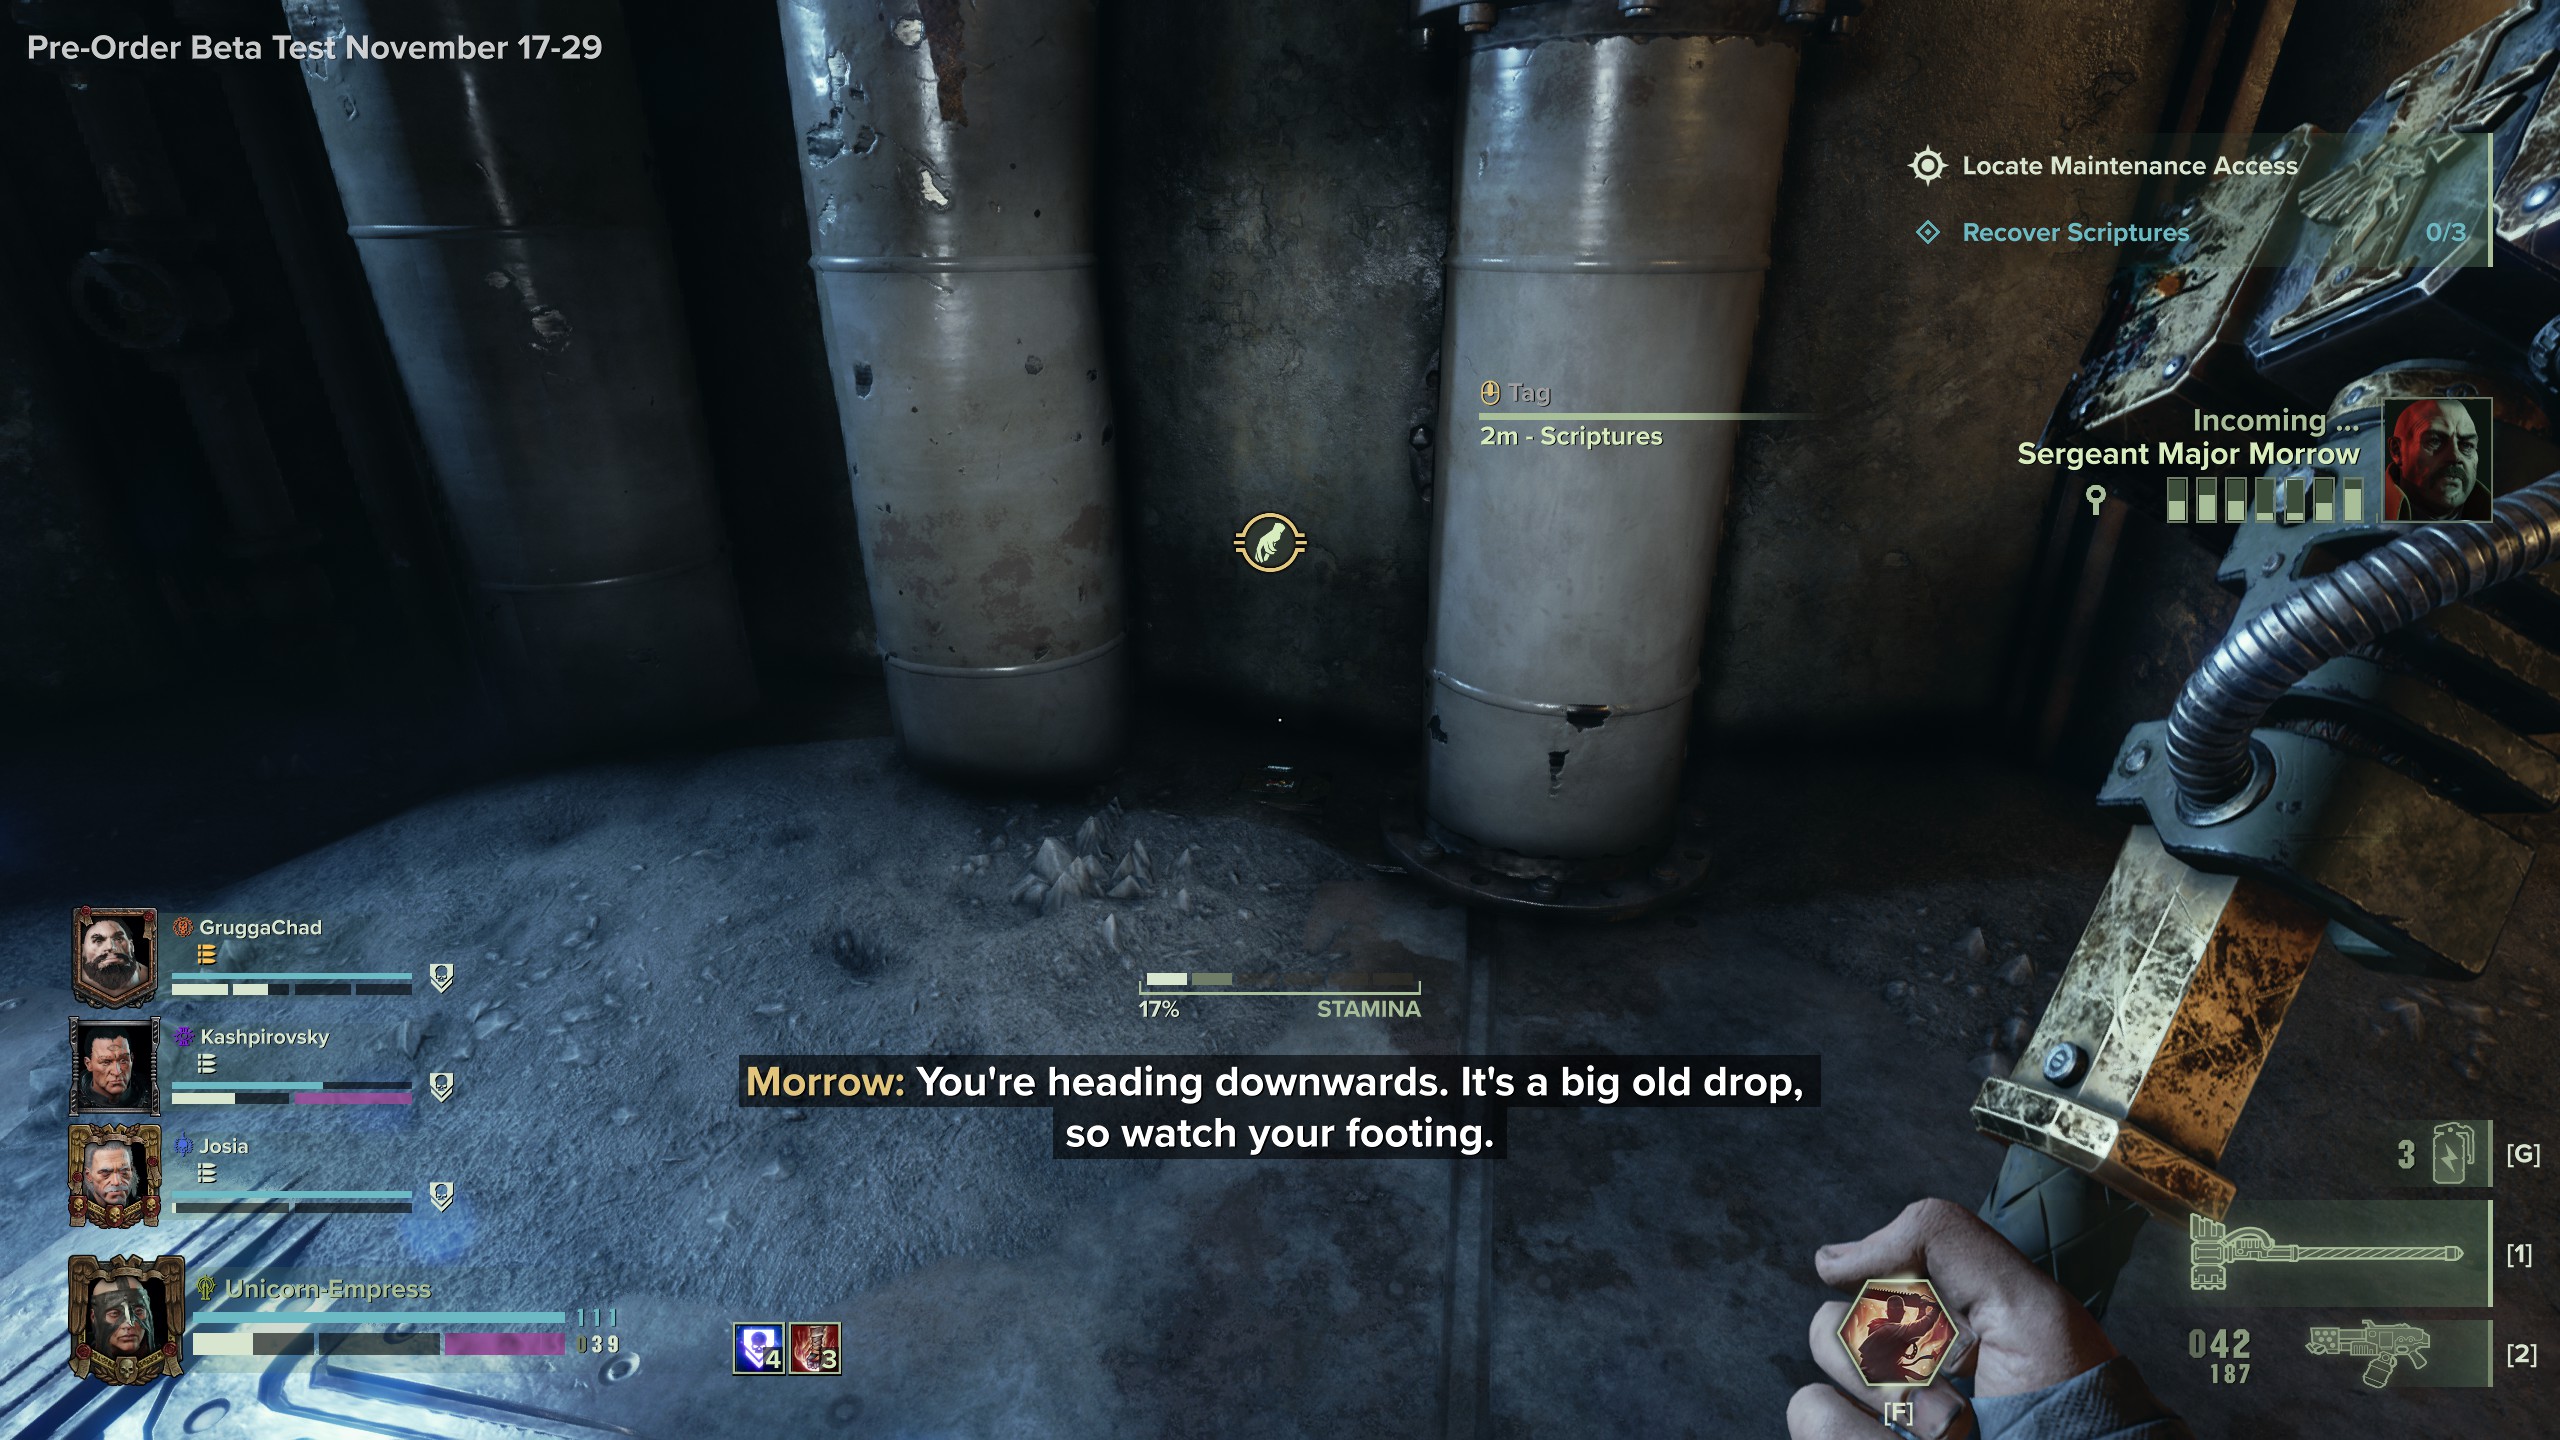 Pre-Order Beta Test November 17-29
Locate Maintenance Access
Recover Scriptures 0/3
Tag
2m - Scriptures
Incoming ...
Sergeant Major Morrow
GruggaChad
Kashpirovsky
Josia
Unicorn-Empress
111
039
4 3
17% STAMINA
Morrow: You're heading downwards. It's a big old drop,
so watch your footing.
3 [G]
[1]
042
187 [2]
[F]